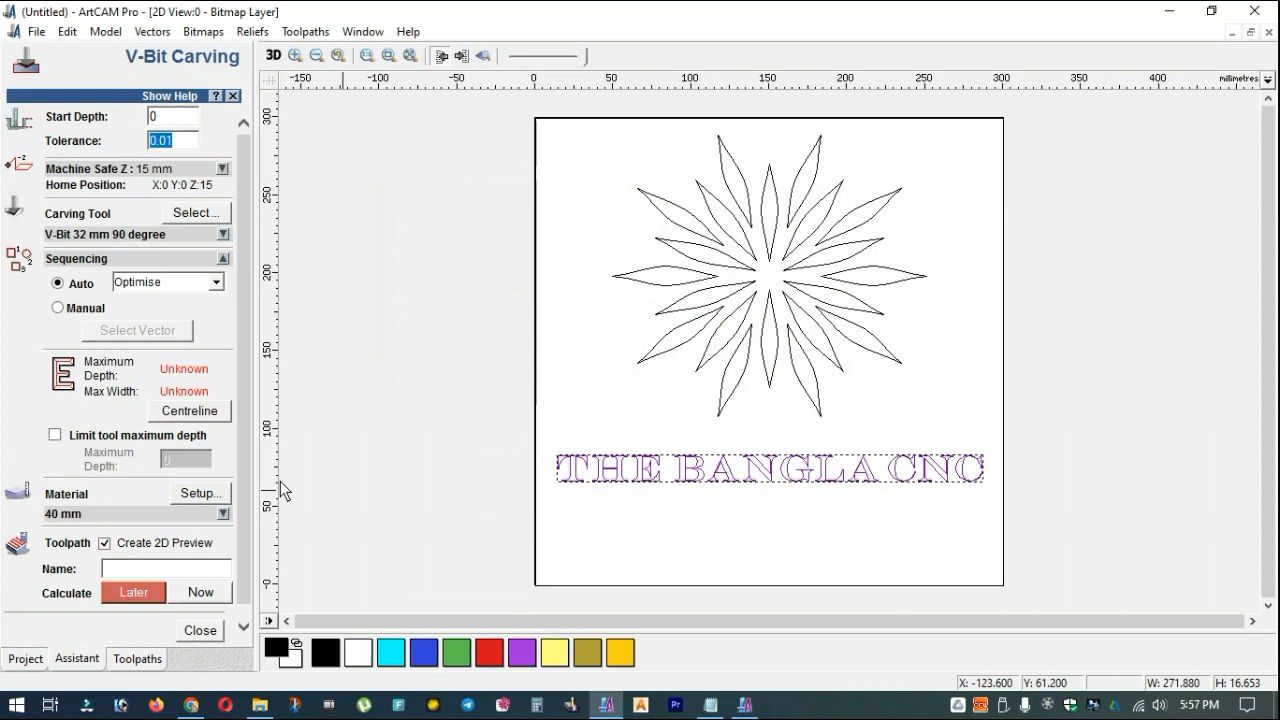 (Untitled) - ArtCAM Pro - [2D View:0 - Bitmap Layer]
File Edit Model Vectors Bitmaps Reliefs Toolpaths Window Help
V-Bit Carving
Show Help ?
Start Depth: 0
Tolerance: 0.01
Machine Safe Z : 15 mm
Home Position: X:0 Y:0 Z:15
Carving Tool Select ...
V-Bit 32 mm 90 degree
Sequencing
Auto Optimise
Manual
Select Vector
Maximum Depth: Unknown
Max Width: Unknown
Centreline
Limit tool maximum depth
Maximum Depth: 0
Material Setup...
40 mm
Toolpath Create 2D Preview
Name:
Calculate Later Now
Close
Project Assistant Toolpaths
3D
-150 -100 -50 0 50 100 150 200 250 300 350 400 millimetres
300
250
200
150
100
50
-0
THE BANGLA CNC
X: -123.600 Y: 61.200 W: 271.880 H: 16.653
5:57 PM